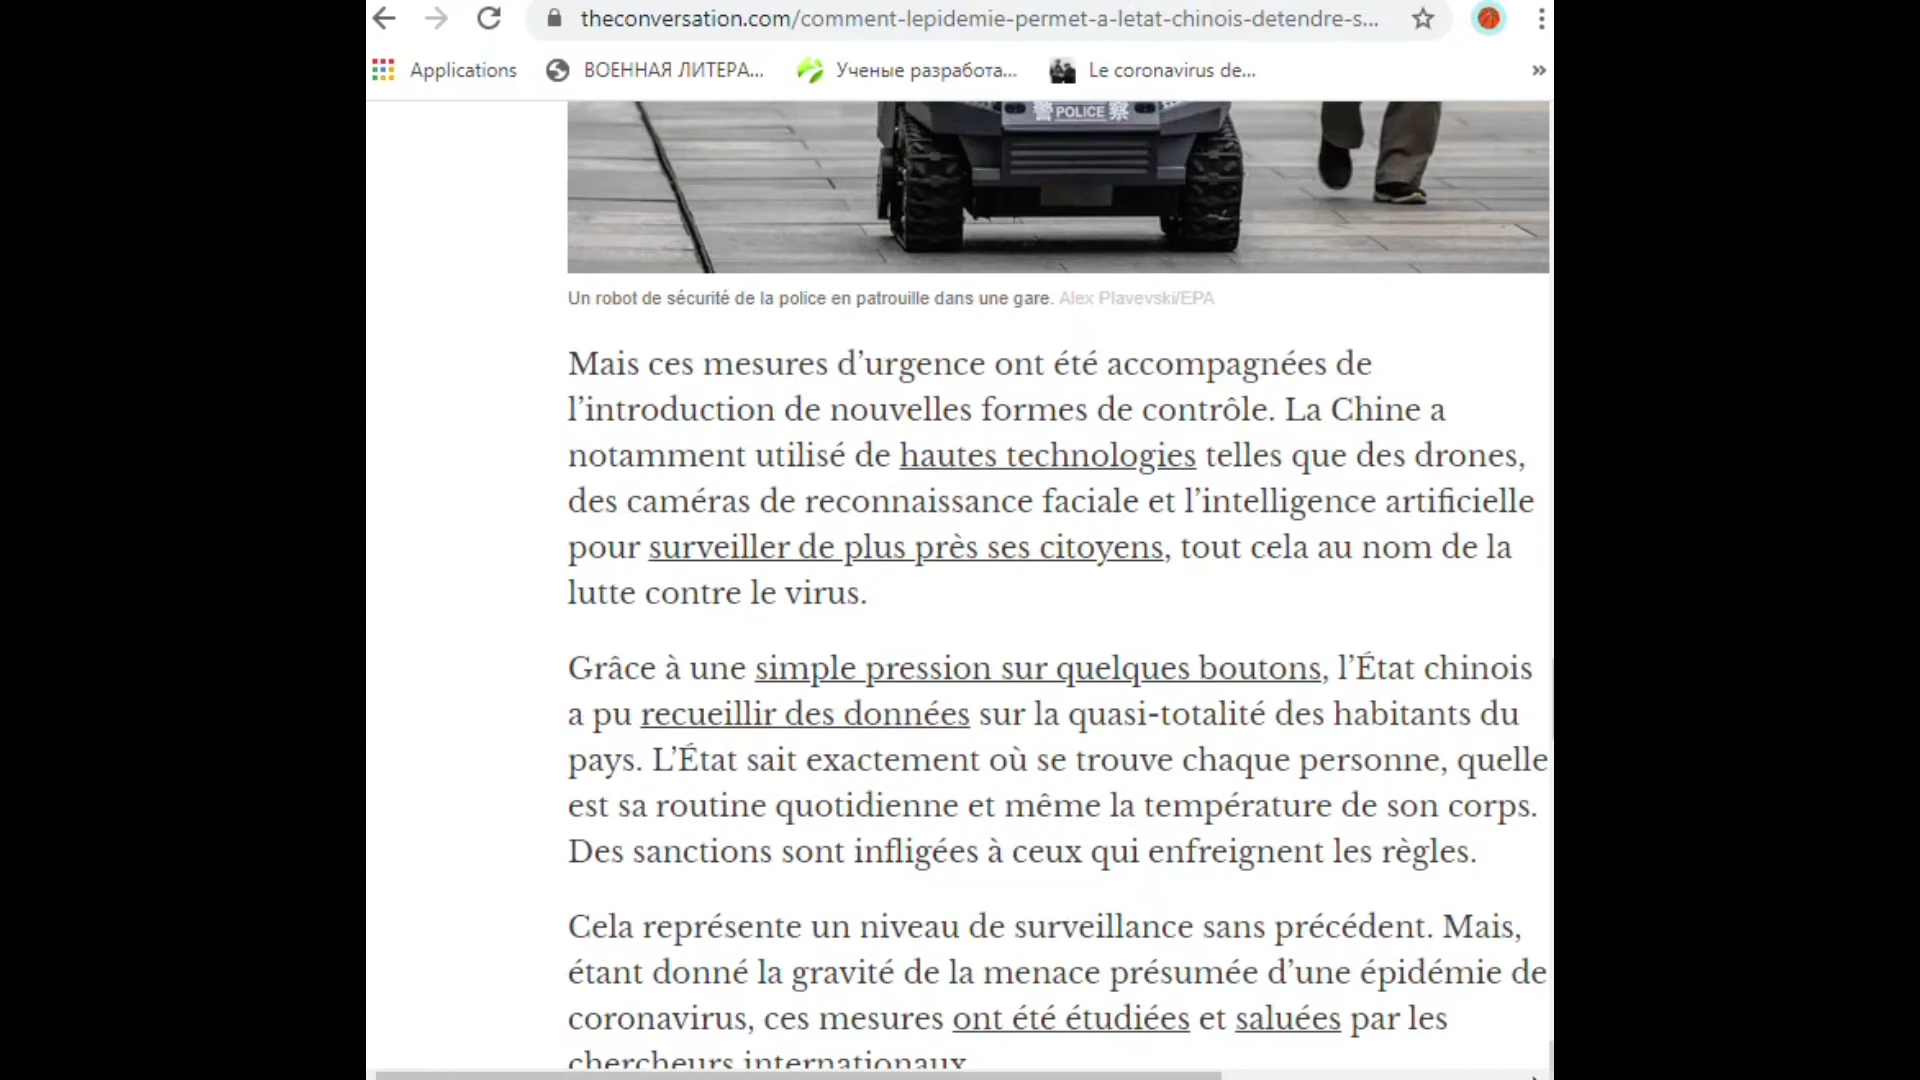 theconversation.com/comment-lepidemie-permet-a-letat-chinois-detendre-s...
Applications ВОЕННАЯ ЛИТЕРА... Ученые разработа... Le coronavirus de... »
警 POLICE 察
Un robot de sécurité de la police en patrouille dans une gare. Alex Plavevski/EPA
Mais ces mesures d’urgence ont été accompagnées de
l’introduction de nouvelles formes de contrôle. La Chine a
notamment utilisé de hautes technologies telles que des drones,
des caméras de reconnaissance faciale et l’intelligence artificielle
pour surveiller de plus près ses citoyens, tout cela au nom de la
lutte contre le virus.
Grâce à une simple pression sur quelques boutons, l’État chinois
a pu recueillir des données sur la quasi-totalité des habitants du
pays. L’État sait exactement où se trouve chaque personne, quelle
est sa routine quotidienne et même la température de son corps.
Des sanctions sont infligées à ceux qui enfreignent les règles.
Cela représente un niveau de surveillance sans précédent. Mais,
étant donné la gravité de la menace présumée d’une épidémie de
coronavirus, ces mesures ont été étudiées et saluées par les
chercheurs internationaux